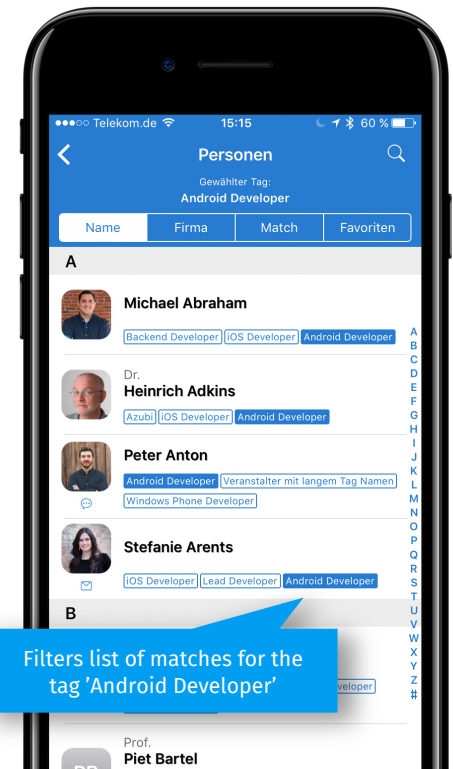 Telekom.de 15:15 60 %
Personen
Gewählter Tag:
Android Developer
Name Firma Match Favoriten
A
Michael Abraham
Backend Developer iOS Developer Android Developer
Dr.
Heinrich Adkins
Azubi iOS Developer Android Developer
Peter Anton
Android Developer Veranstalter mit langem Tag Namen
Windows Phone Developer
Stefanie Arents
iOS Developer Lead Developer Android Developer
B
Filters list of matches for the
tag ’Android Developer’
Prof.
Piet Bartel
A
B
C
D
E
F
G
H
I
J
K
L
M
N
O
P
Q
R
S
T
U
V
W
X
Y
Z
#